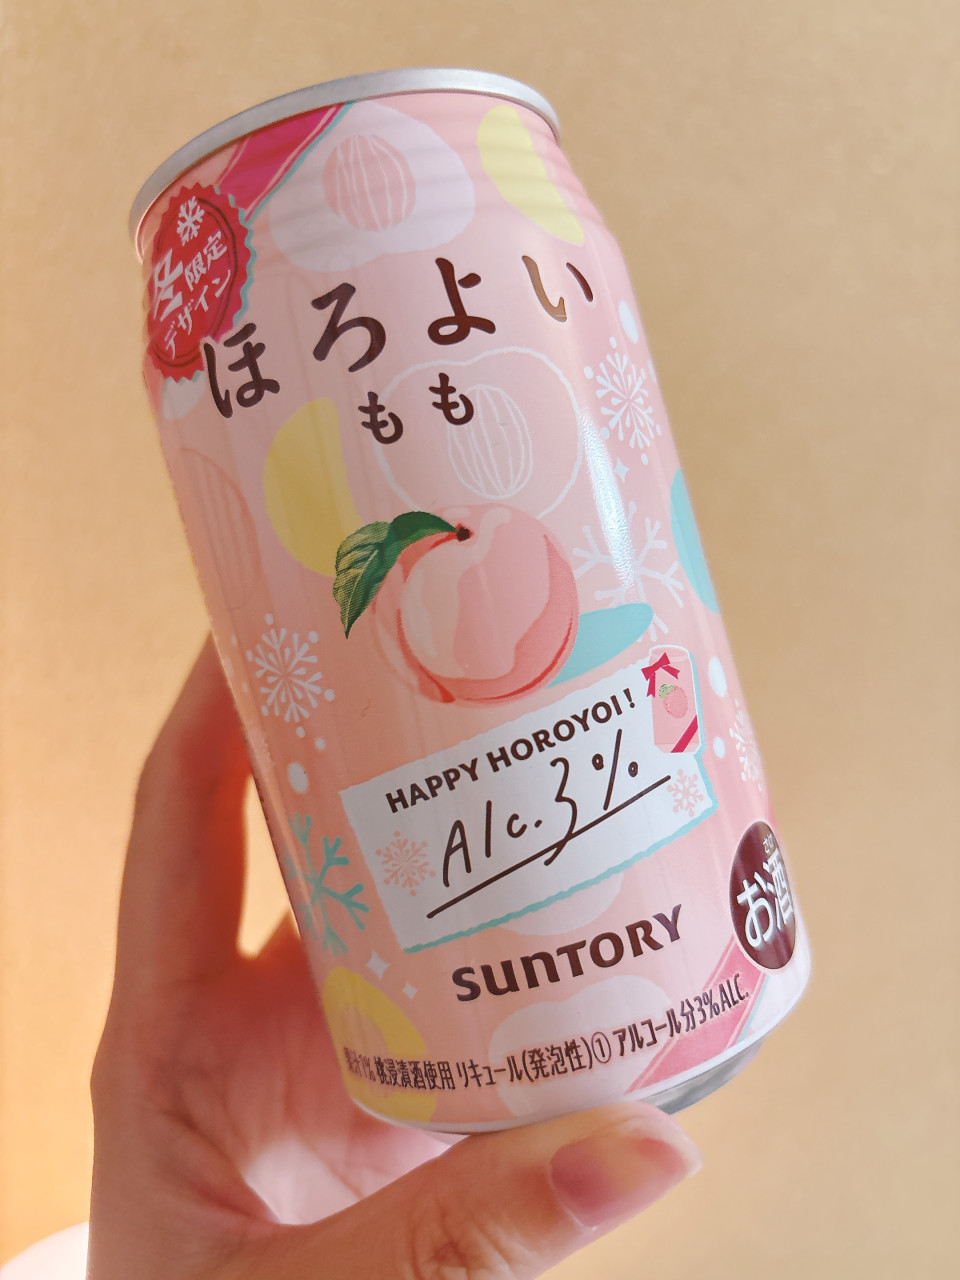 冬
限定
デザイン
ほろよい
もも
HAPPY HOROYOI!
Alc.3%
SUNTORY
お酒
果汁1% 桃浸漬酒使用 リキュール(発泡性)① アルコール分3%ALC.